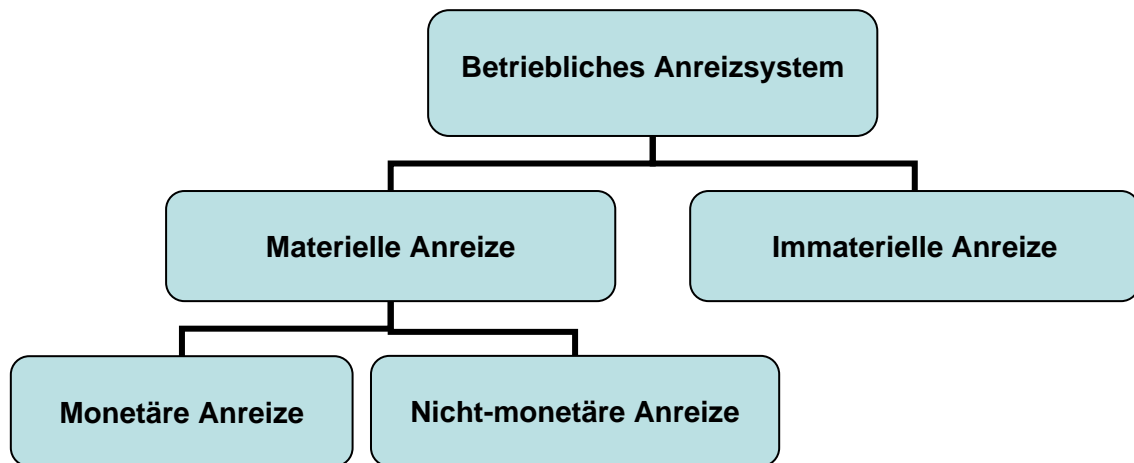 Betriebliches Anreizsystem
Materielle Anreize
Immaterielle Anreize
Monetäre Anreize
Nicht-monetäre Anreize